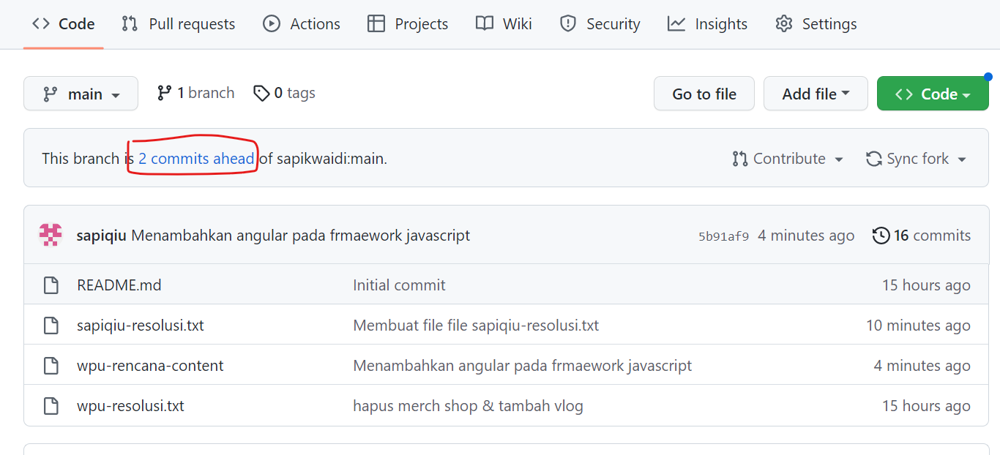 Code Pull requests Actions Projects Wiki Security Insights Settings
main 1 branch 0 tags Go to file Add file Code
This branch is 2 commits ahead of sapikwaidi:main. Contribute Sync fork
sapiqiu Menambahkan angular pada frmaework javascript 5b91af9 4 minutes ago 16 commits
README.md Initial commit 15 hours ago
sapiqiu-resolusi.txt Membuat file file sapiqiu-resolusi.txt 10 minutes ago
wpu-rencana-content Menambahkan angular pada frmaework javascript 4 minutes ago
wpu-resolusi.txt hapus merch shop & tambah vlog 15 hours ago